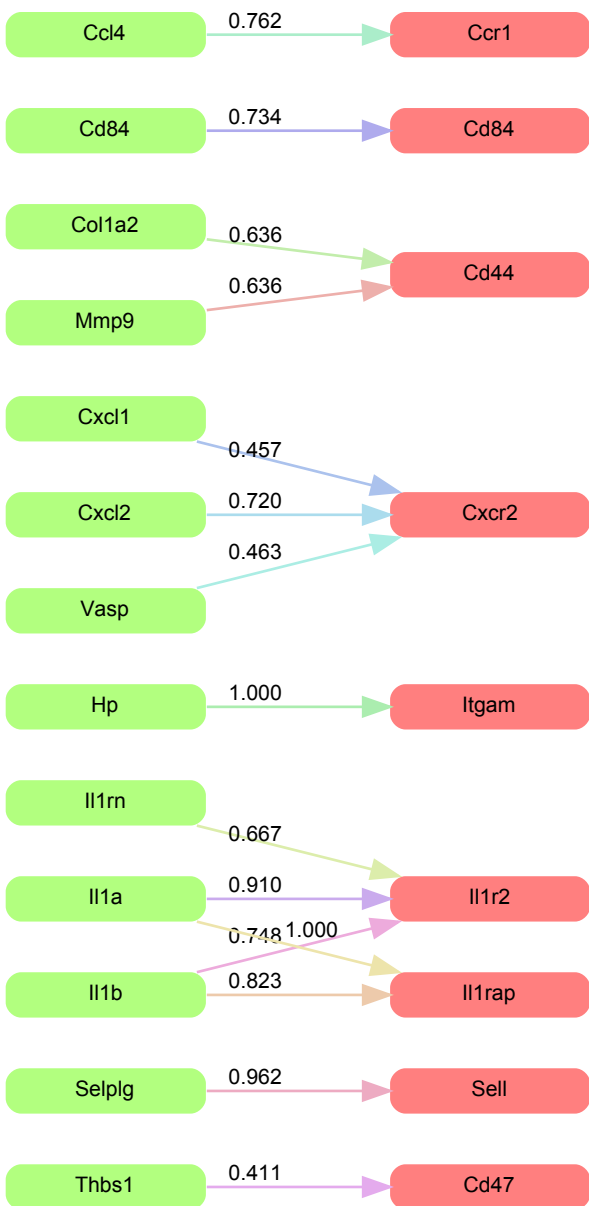 Ccl4 0.762 Ccr1
Cd84 0.734 Cd84
Col1a2 0.636
Cd44
Mmp9 0.636
Cxcl1 0.457
Cxcl2 0.720 Cxcr2
Vasp 0.463
Hp 1.000 Itgam
Il1rn 0.667
Il1a 0.910 Il1r2
0.748 1.000
Il1b 0.823 Il1rap
Selplg 0.962 Sell
Thbs1 0.411 Cd47